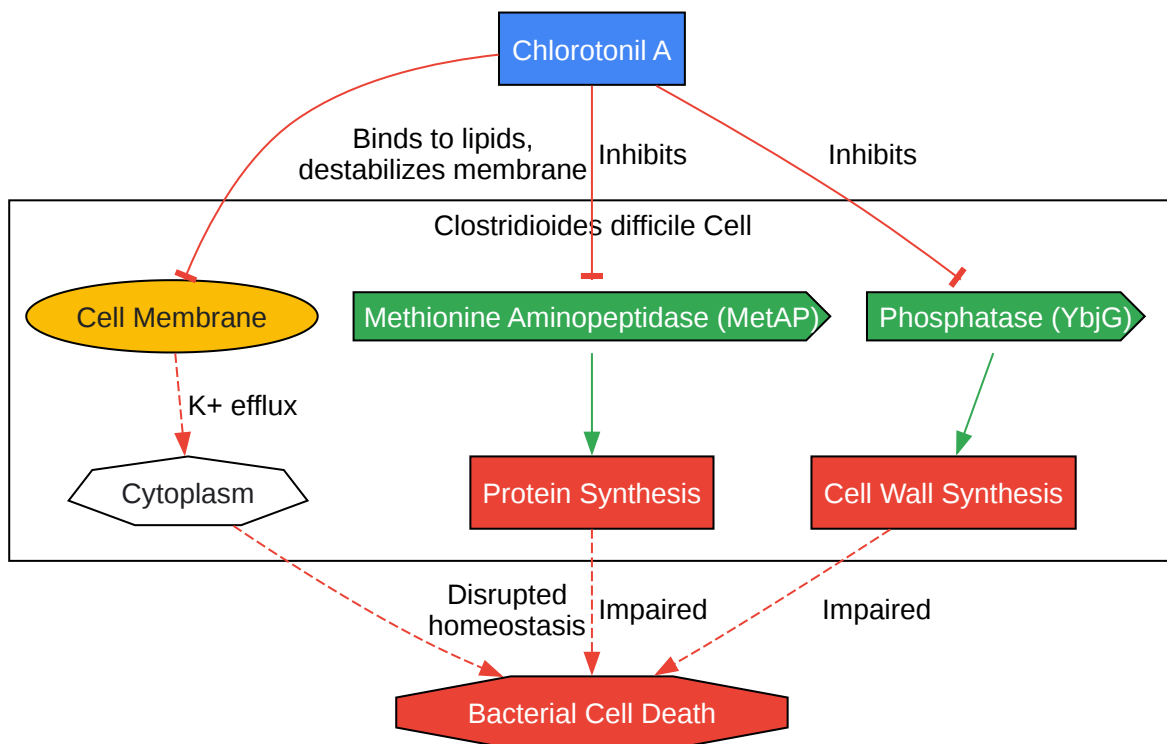 Chlorotonil A
Binds to lipids,
destabilizes membrane
Inhibits
Inhibits
Clostridioides difficile Cell
Cell Membrane
Methionine Aminopeptidase (MetAP)
Phosphatase (YbjG)
K+ efflux
Cytoplasm
Protein Synthesis
Cell Wall Synthesis
Disrupted
homeostasis
Impaired
Impaired
Bacterial Cell Death